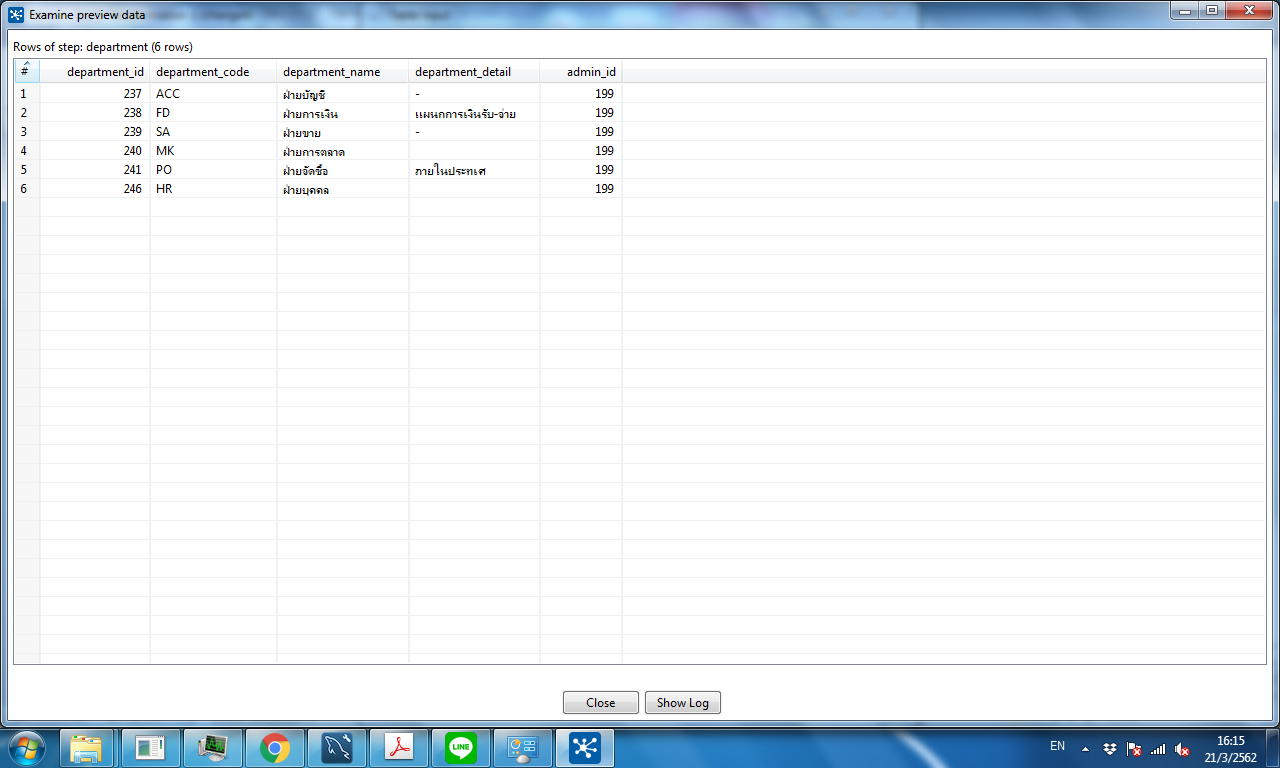 Examine preview data
Rows of step: department (6 rows)
# department_id department_code department_name department_detail admin_id
1 237 ACC ฝ่ายบัญชี - 199
2 238 FD ฝ่ายการเงิน แผนกการเงินรับ-จ่าย 199
3 239 SA ฝ่ายขาย - 199
4 240 MK ฝ่ายการตลาด 199
5 241 PO ฝ่ายจัดซื้อ ภายในประทเศ 199
6 246 HR ฝ่ายบุคคล 199
Close Show Log
LINE
EN 16:15
21/3/2562